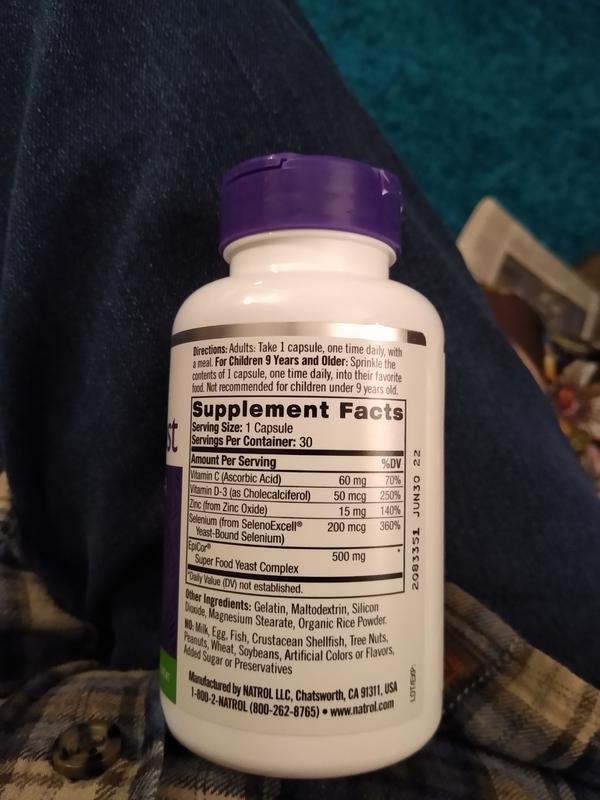 Directions: Adults: Take 1 capsule, one time daily, with
a meal. For Children 9 Years and Older: Sprinkle the
contents of 1 capsule, one time daily, into their favorite
food. Not recommended for children under 9 years old.
Supplement Facts
Serving Size: 1 Capsule
Servings Per Container: 30
Amount Per Serving %DV
Vitamin C (Ascorbic Acid) 60 mg 70%
Vitamin D-3 (as Cholecalciferol) 50 mcg 250%
Zinc (from Zinc Oxide) 15 mg 140%
Selenium (from SelenoExcell® 200 mcg 360%
Yeast-Bound Selenium)
EpiCor® 500 mg *
Super Food Yeast Complex
*Daily Value (DV) not established.
Other Ingredients: Gelatin, Maltodextrin, Silicon
Dioxide, Magnesium Stearate, Organic Rice Powder.
NO: Milk, Egg, Fish, Crustacean Shellfish, Tree Nuts,
Peanuts, Wheat, Soybeans, Artificial Colors or Flavors,
Added Sugar or Preservatives
Manufactured by NATROL LLC, Chatsworth, CA 91311, USA
1-800-2-NATROL (800-262-8765) • www.natrol.com
st
LOT/EXP:
2083351 JUN30 22